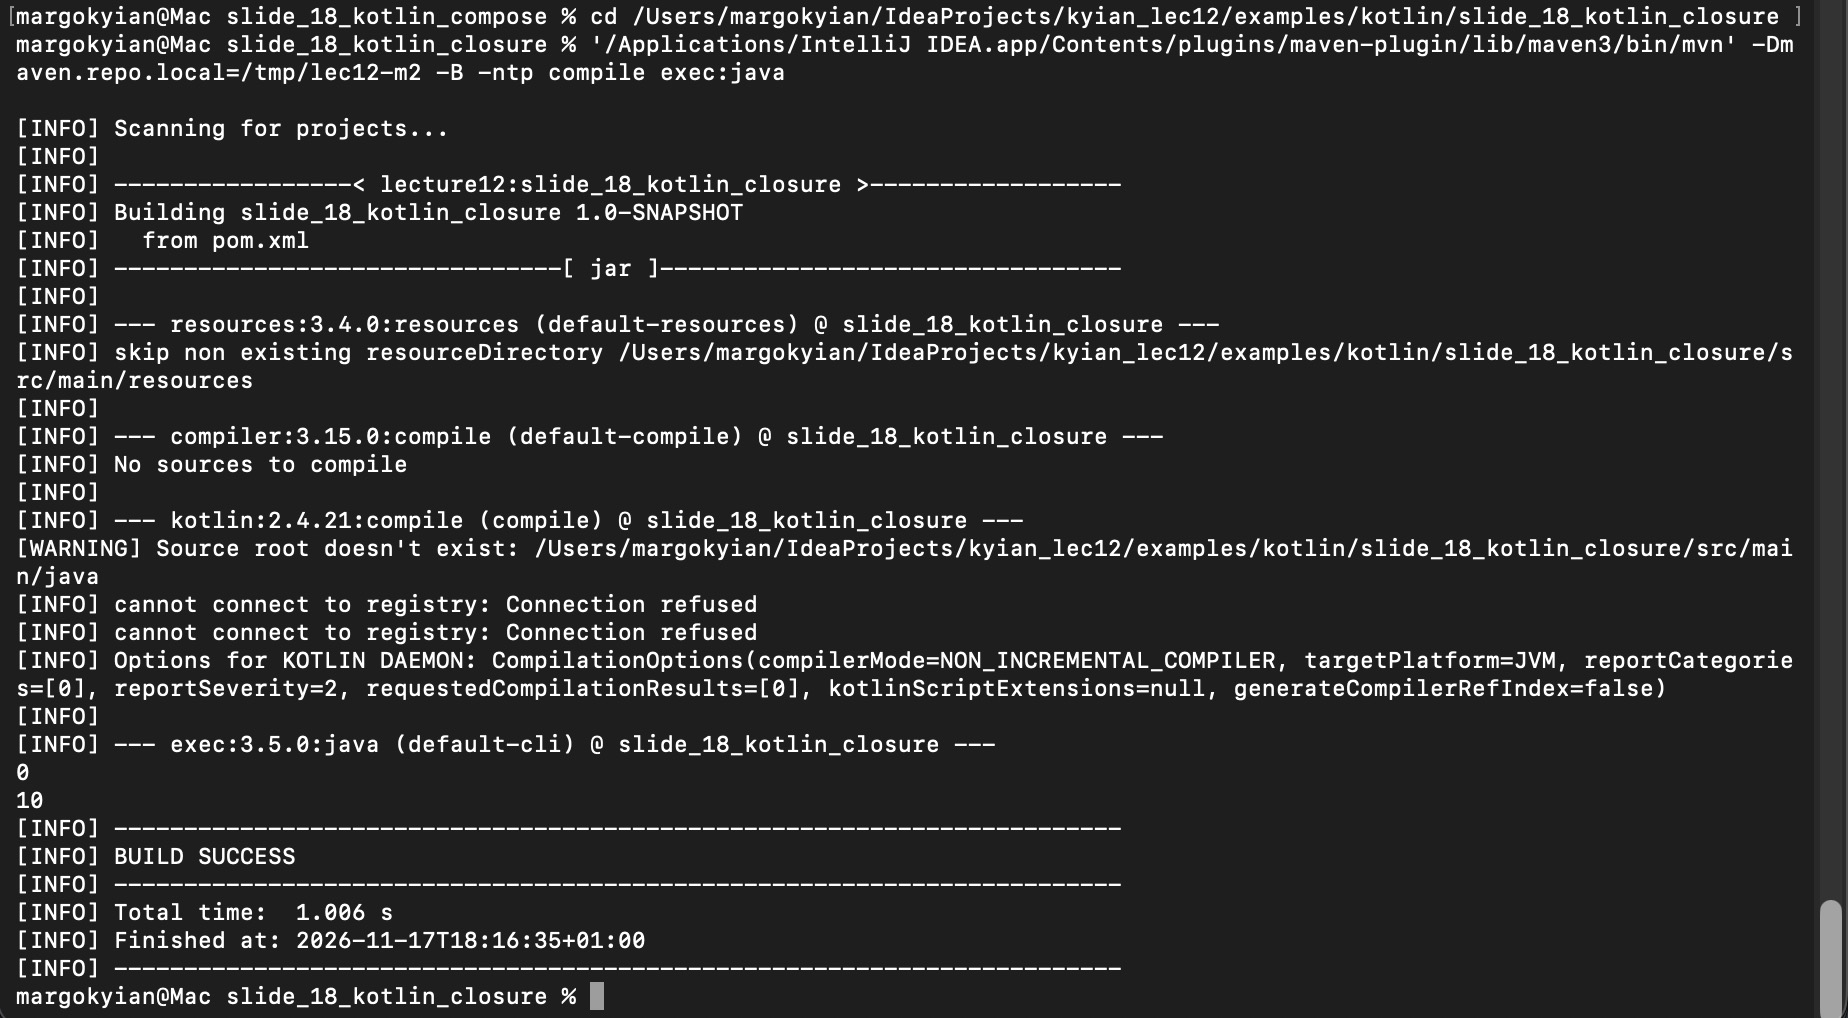 [margokyian@Mac slide_18_kotlin_compose % cd /Users/margokyian/IdeaProjects/kyian_lec12/examples/kotlin/slide_18_kotlin_closure ]
margokyian@Mac slide_18_kotlin_closure % '/Applications/IntelliJ IDEA.app/Contents/plugins/maven-plugin/lib/maven3/bin/mvn' -Dm
aven.repo.local=/tmp/lec12-m2 -B -ntp compile exec:java
[INFO] Scanning for projects...
[INFO]
[INFO] -----------------< lecture12:slide_18_kotlin_closure >------------------
[INFO] Building slide_18_kotlin_closure 1.0-SNAPSHOT
[INFO]   from pom.xml
[INFO] --------------------------------[ jar ]---------------------------------
[INFO]
[INFO] --- resources:3.4.0:resources (default-resources) @ slide_18_kotlin_closure ---
[INFO] skip non existing resourceDirectory /Users/margokyian/IdeaProjects/kyian_lec12/examples/kotlin/slide_18_kotlin_closure/s
rc/main/resources
[INFO]
[INFO] --- compiler:3.15.0:compile (default-compile) @ slide_18_kotlin_closure ---
[INFO] No sources to compile
[INFO]
[INFO] --- kotlin:2.4.21:compile (compile) @ slide_18_kotlin_closure ---
[WARNING] Source root doesn't exist: /Users/margokyian/IdeaProjects/kyian_lec12/examples/kotlin/slide_18_kotlin_closure/src/mai
n/java
[INFO] cannot connect to registry: Connection refused
[INFO] cannot connect to registry: Connection refused
[INFO] Options for KOTLIN DAEMON: CompilationOptions(compilerMode=NON_INCREMENTAL_COMPILER, targetPlatform=JVM, reportCategorie
s=[0], reportSeverity=2, requestedCompilationResults=[0], kotlinScriptExtensions=null, generateCompilerRefIndex=false)
[INFO]
[INFO] --- exec:3.5.0:java (default-cli) @ slide_18_kotlin_closure ---
0
10
[INFO] ------------------------------------------------------------------------
[INFO] BUILD SUCCESS
[INFO] ------------------------------------------------------------------------
[INFO] Total time:  1.006 s
[INFO] Finished at: 2026-11-17T18:16:35+01:00
[INFO] ------------------------------------------------------------------------
margokyian@Mac slide_18_kotlin_closure %